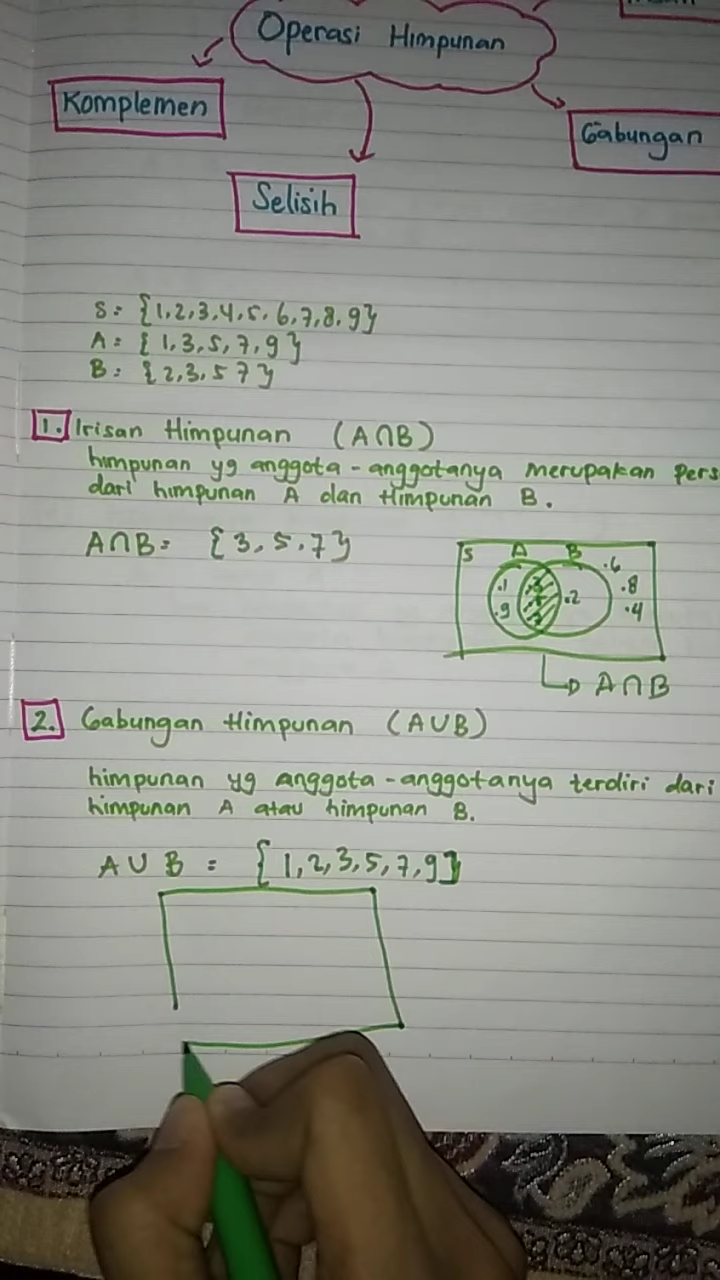 Operasi Himpunan
Komplemen
Gabungan
Selisih
S = {1,2,3,4,5,6,7,8,9}
A = {1,3,5,7,9}
B = {2,3,5 7}
1. Irisan Himpunan (A∩B)
himpunan yg anggota-anggotanya merupakan pers
dari himpunan A dan Himpunan B.
A∩B = {3,5,7}
S A B
.1 .9 .2 .6 .8 .4
A∩B
2. Gabungan Himpunan (A∪B)
himpunan yg anggota-anggotanya terdiri dari
himpunan A atau himpunan B.
A ∪ B = {1,2,3,5,7,9}